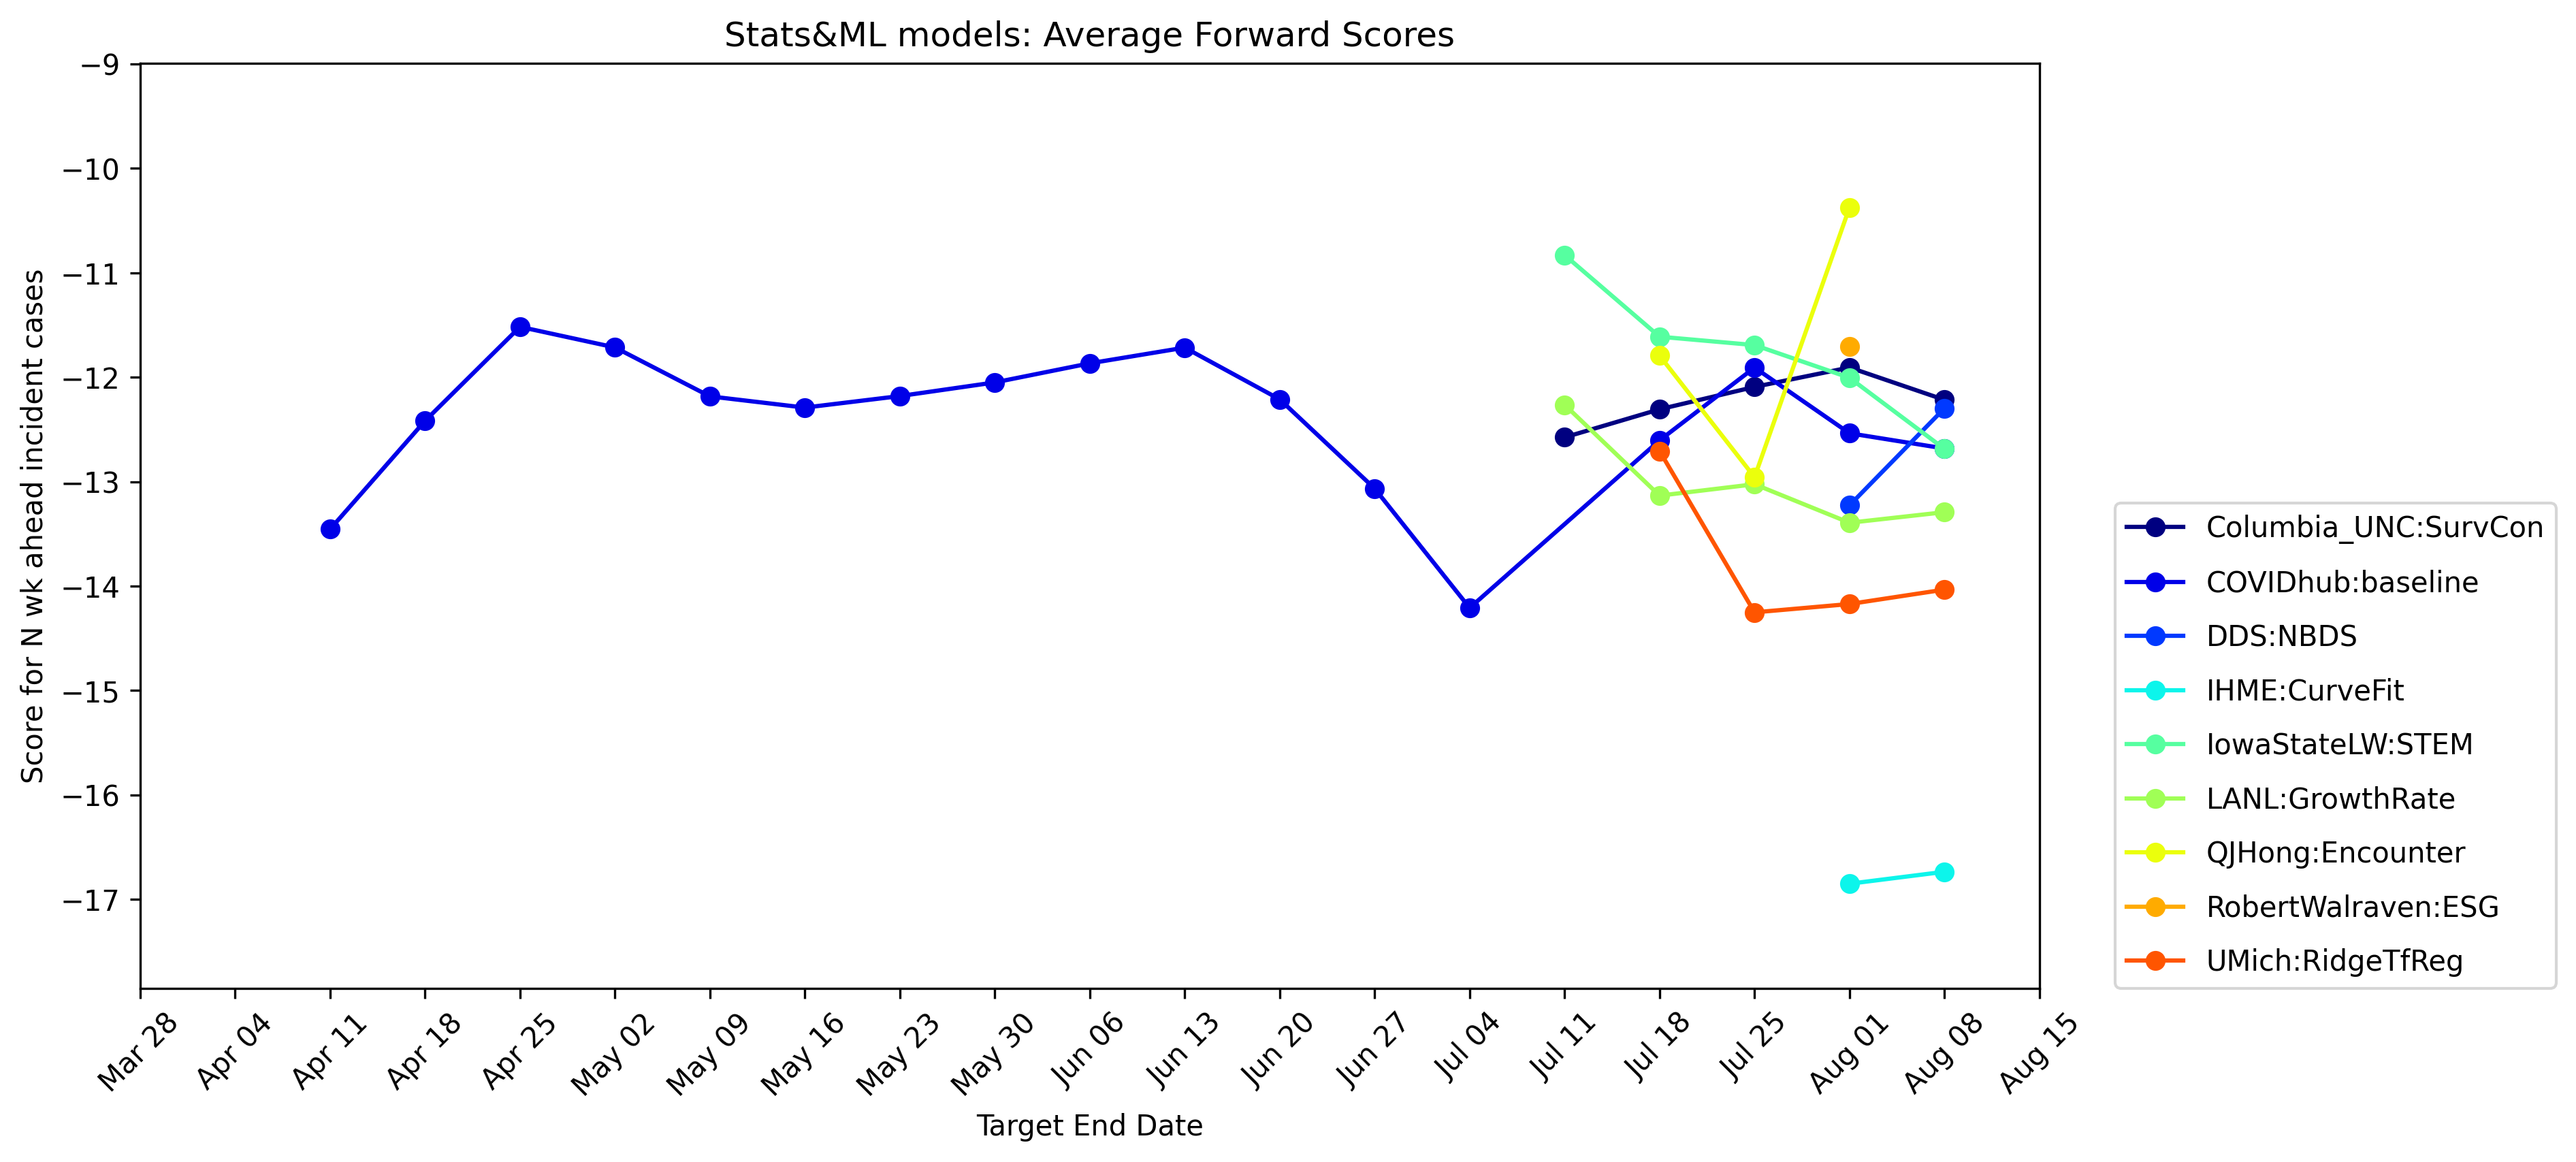 Stats&ML models: Average Forward Scores
Score for N wk ahead incident cases
−9
−10
−11
−12
−13
−14
−15
−16
−17
Mar 28
Apr 04
Apr 11
Apr 18
Apr 25
May 02
May 09
May 16
May 23
May 30
Jun 06
Jun 13
Jun 20
Jun 27
Jul 04
Jul 11
Jul 18
Jul 25
Aug 01
Aug 08
Aug 15
Target End Date
Columbia_UNC:SurvCon
COVIDhub:baseline
DDS:NBDS
IHME:CurveFit
IowaStateLW:STEM
LANL:GrowthRate
QJHong:Encounter
RobertWalraven:ESG
UMich:RidgeTfReg